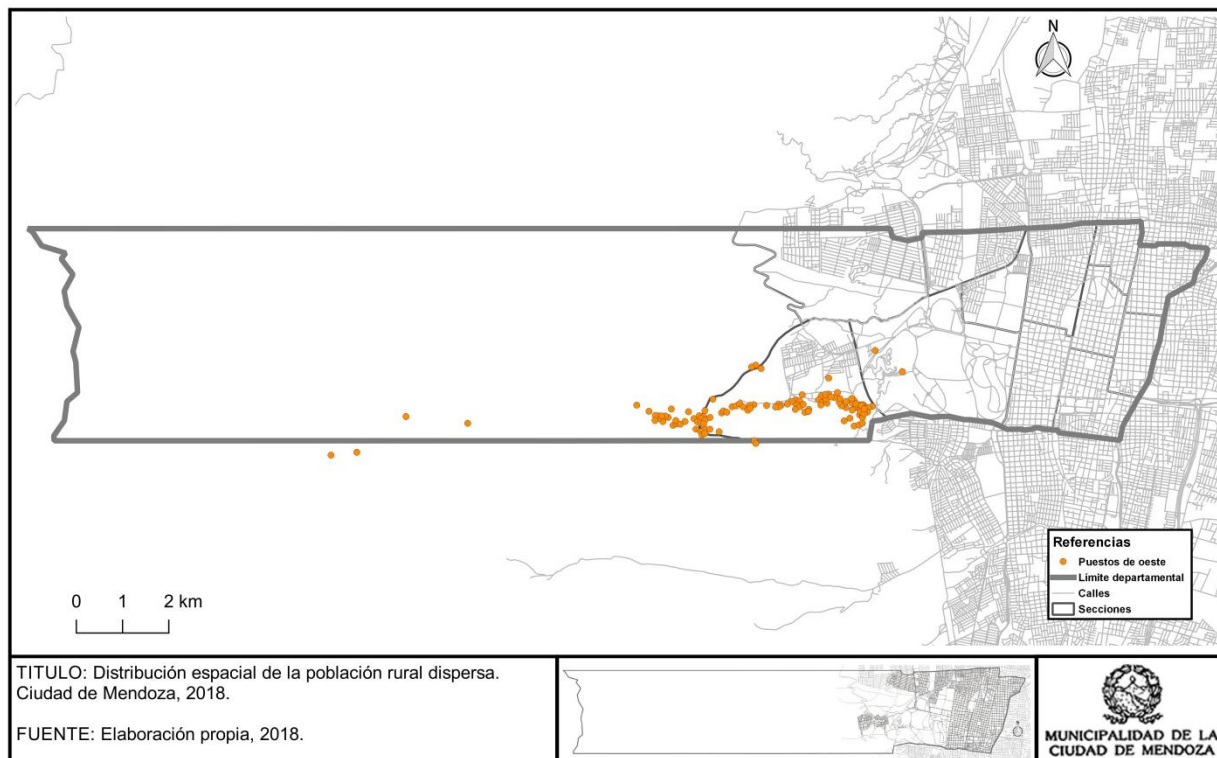 N
Referencias
Puestos de oeste
Límite departamental
Calles
Secciones
0 1 2 km
TITULO: Distribución espacial de la población rural dispersa.
Ciudad de Mendoza, 2018.
FUENTE: Elaboración propia, 2018.
MUNICIPALIDAD DE LA
CIUDAD DE MENDOZA